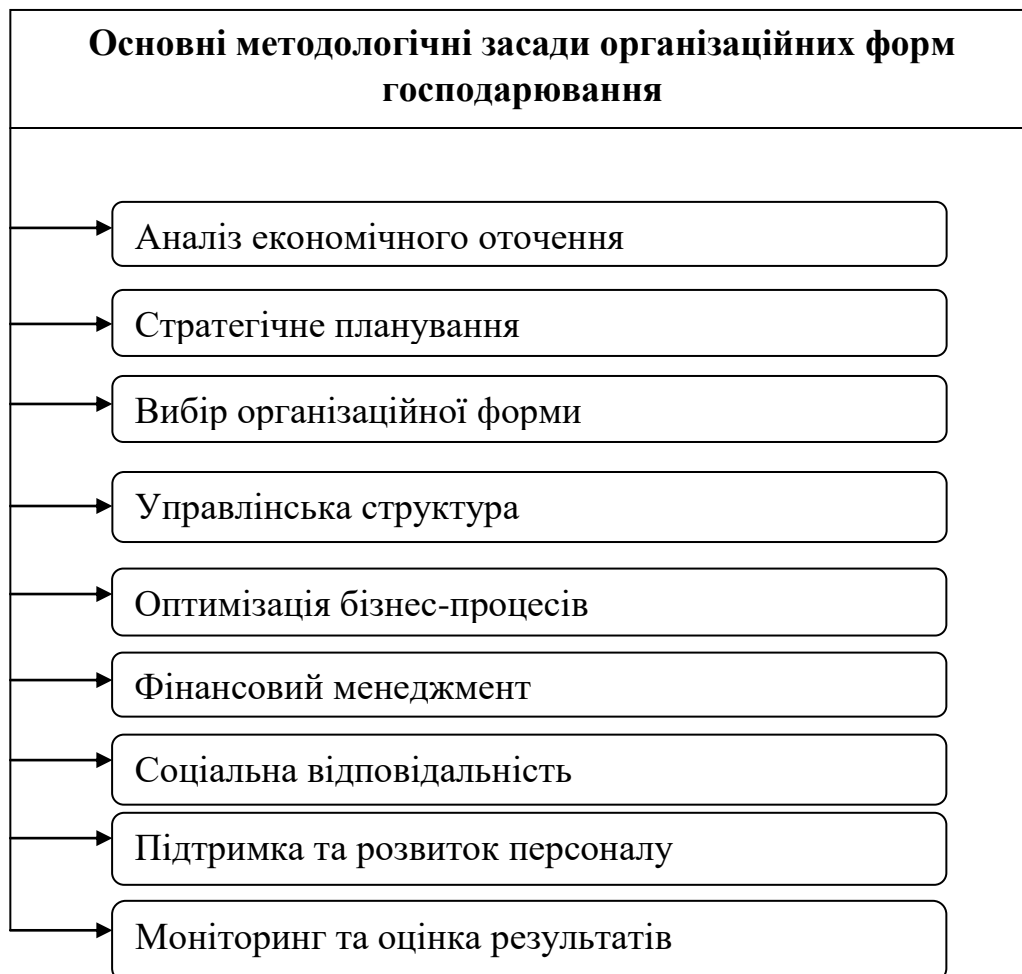 Основні методологічні засади організаційних форм
господарювання
Аналіз економічного оточення
Стратегічне планування
Вибір організаційної форми
Управлінська структура
Оптимізація бізнес-процесів
Фінансовий менеджмент
Соціальна відповідальність
Підтримка та розвиток персоналу
Моніторинг та оцінка результатів